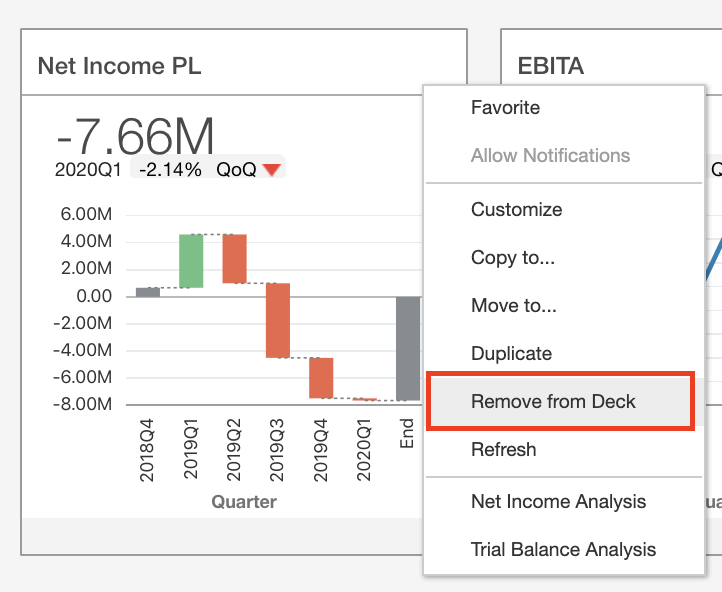 Net Income PL
-7.66M
2020Q1 -2.14% QoQ
6.00M
4.00M
2.00M
0.00
-2.00M
-4.00M
-6.00M
-8.00M
2018Q4
2019Q1
2019Q2
2019Q3
2019Q4
2020Q1
End
Quarter
EBITA
Favorite
Allow Notifications
Customize
Copy to...
Move to...
Duplicate
Remove from Deck
Refresh
Net Income Analysis
Trial Balance Analysis